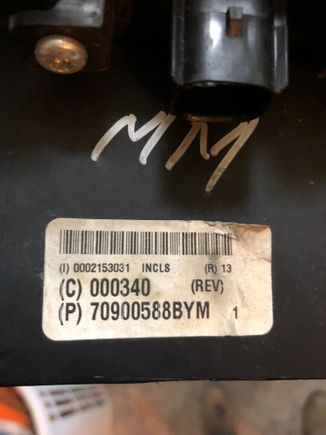 MM
(I) 0002153031 INCLS (R) 13
(C) 000340 (REV)
(P) 70900588BYM 1